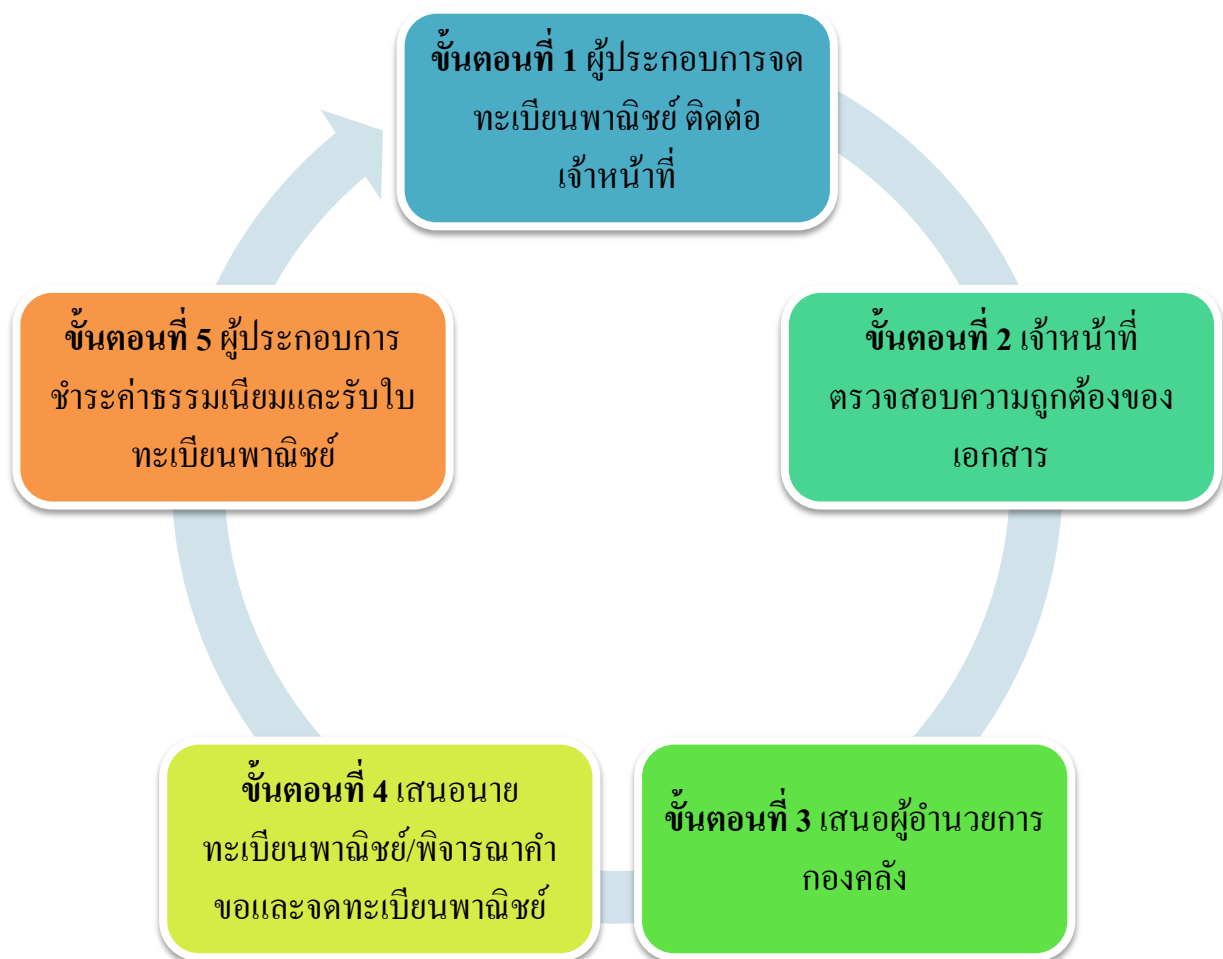 ขั้นตอนที่ 1 ผู้ประกอบการจด
ทะเบียนพาณิชย์ ติดต่อ
เจ้าหน้าที่
ขั้นตอนที่ 2 เจ้าหน้าที่
ตรวจสอบความถูกต้องของ
เอกสาร
ขั้นตอนที่ 3 เสนอผู้อำนวยการ
กองคลัง
ขั้นตอนที่ 4 เสนอนาย
ทะเบียนพาณิชย์/พิจารณาคำ
ขอและจดทะเบียนพาณิชย์
ขั้นตอนที่ 5 ผู้ประกอบการ
ชำระค่าธรรมเนียมและรับใบ
ทะเบียนพาณิชย์